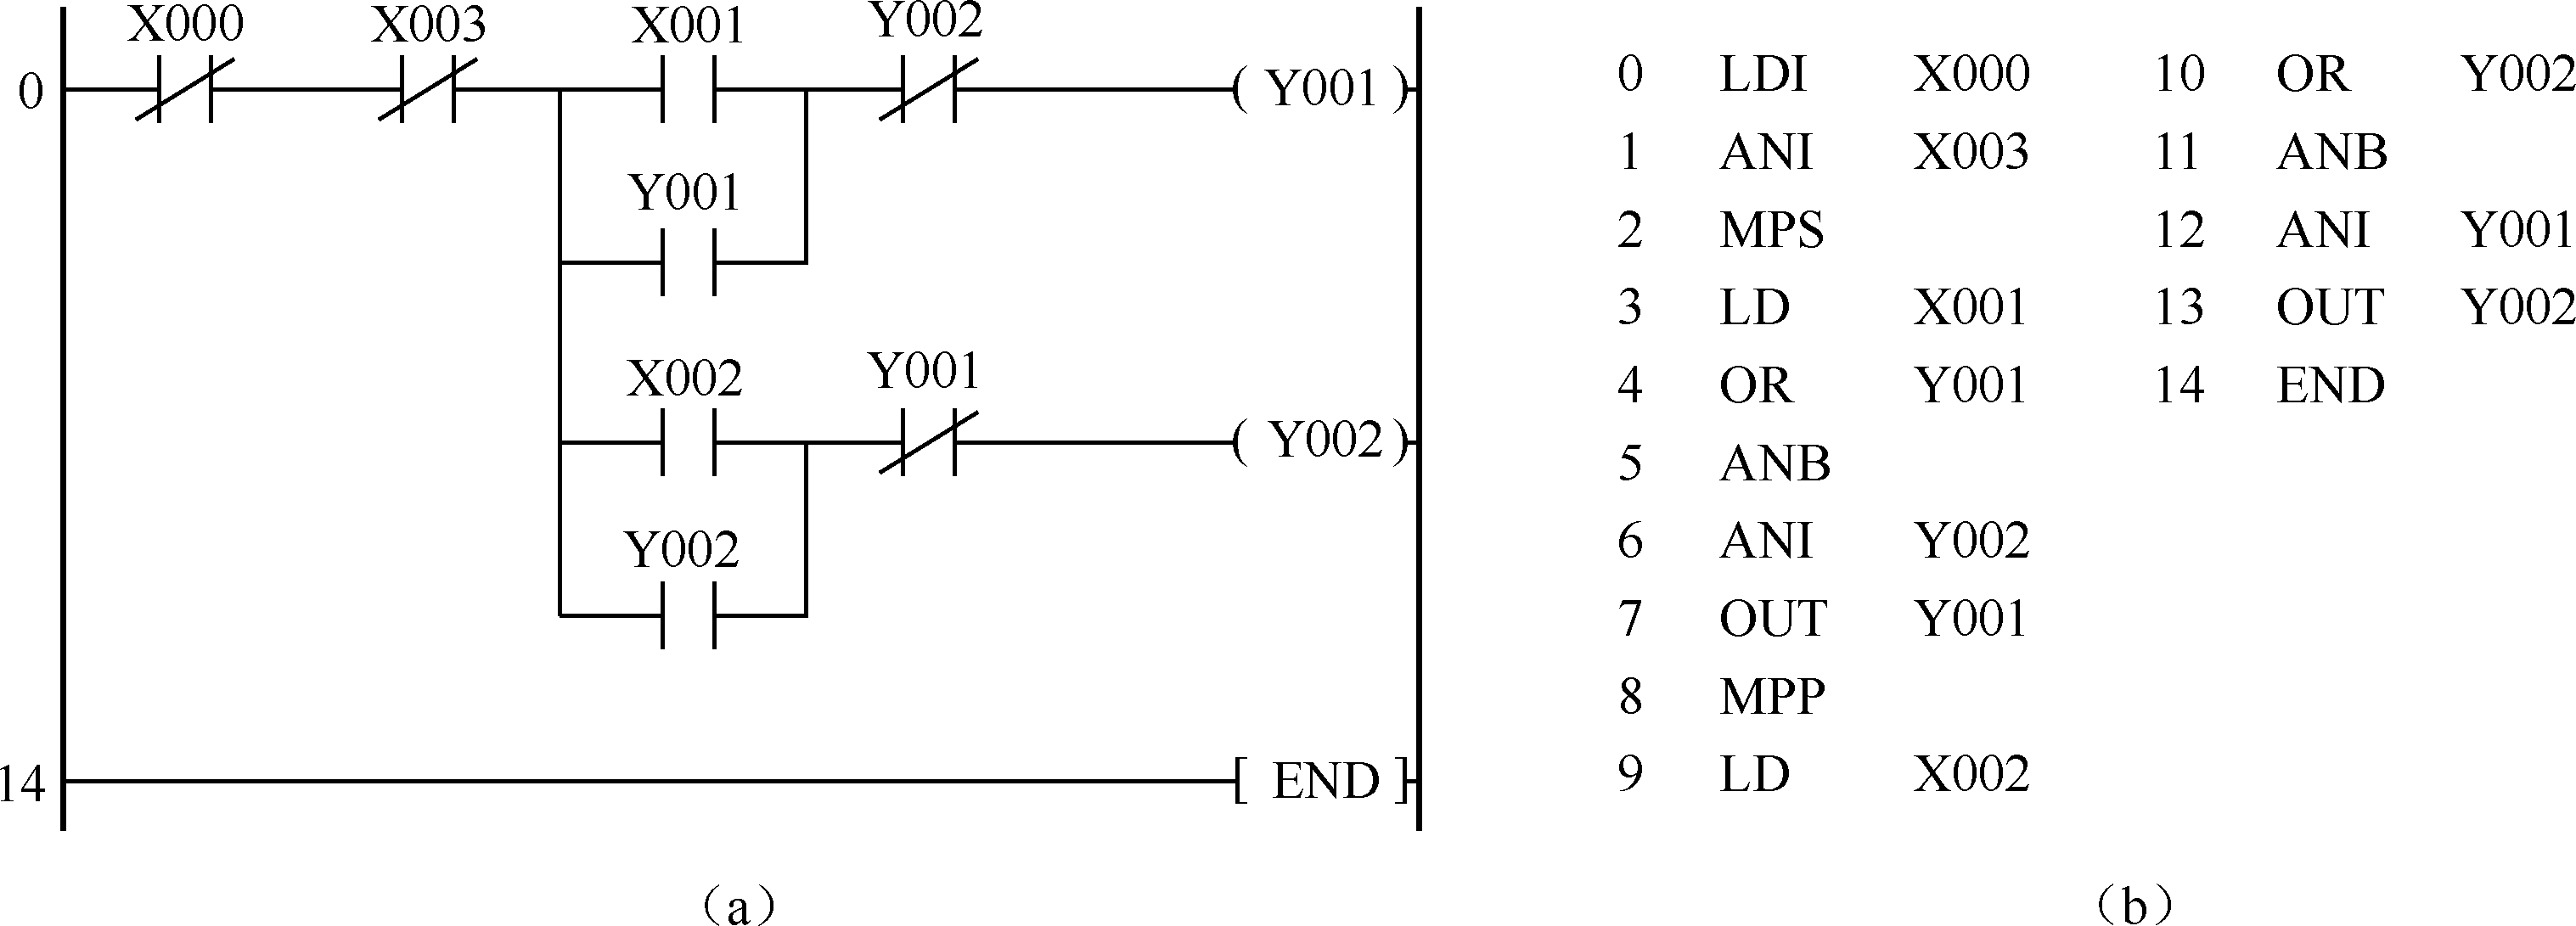 X000 X003 X001 Y002
0 ( Y001 )
Y001
X002 Y001
( Y002 )
Y002
14 [ END ]
(a)
0 LDI X000 10 OR Y002
1 ANI X003 11 ANB
2 MPS 12 ANI Y001
3 LD X001 13 OUT Y002
4 OR Y001 14 END
5 ANB
6 ANI Y002
7 OUT Y001
8 MPP
9 LD X002
(b)